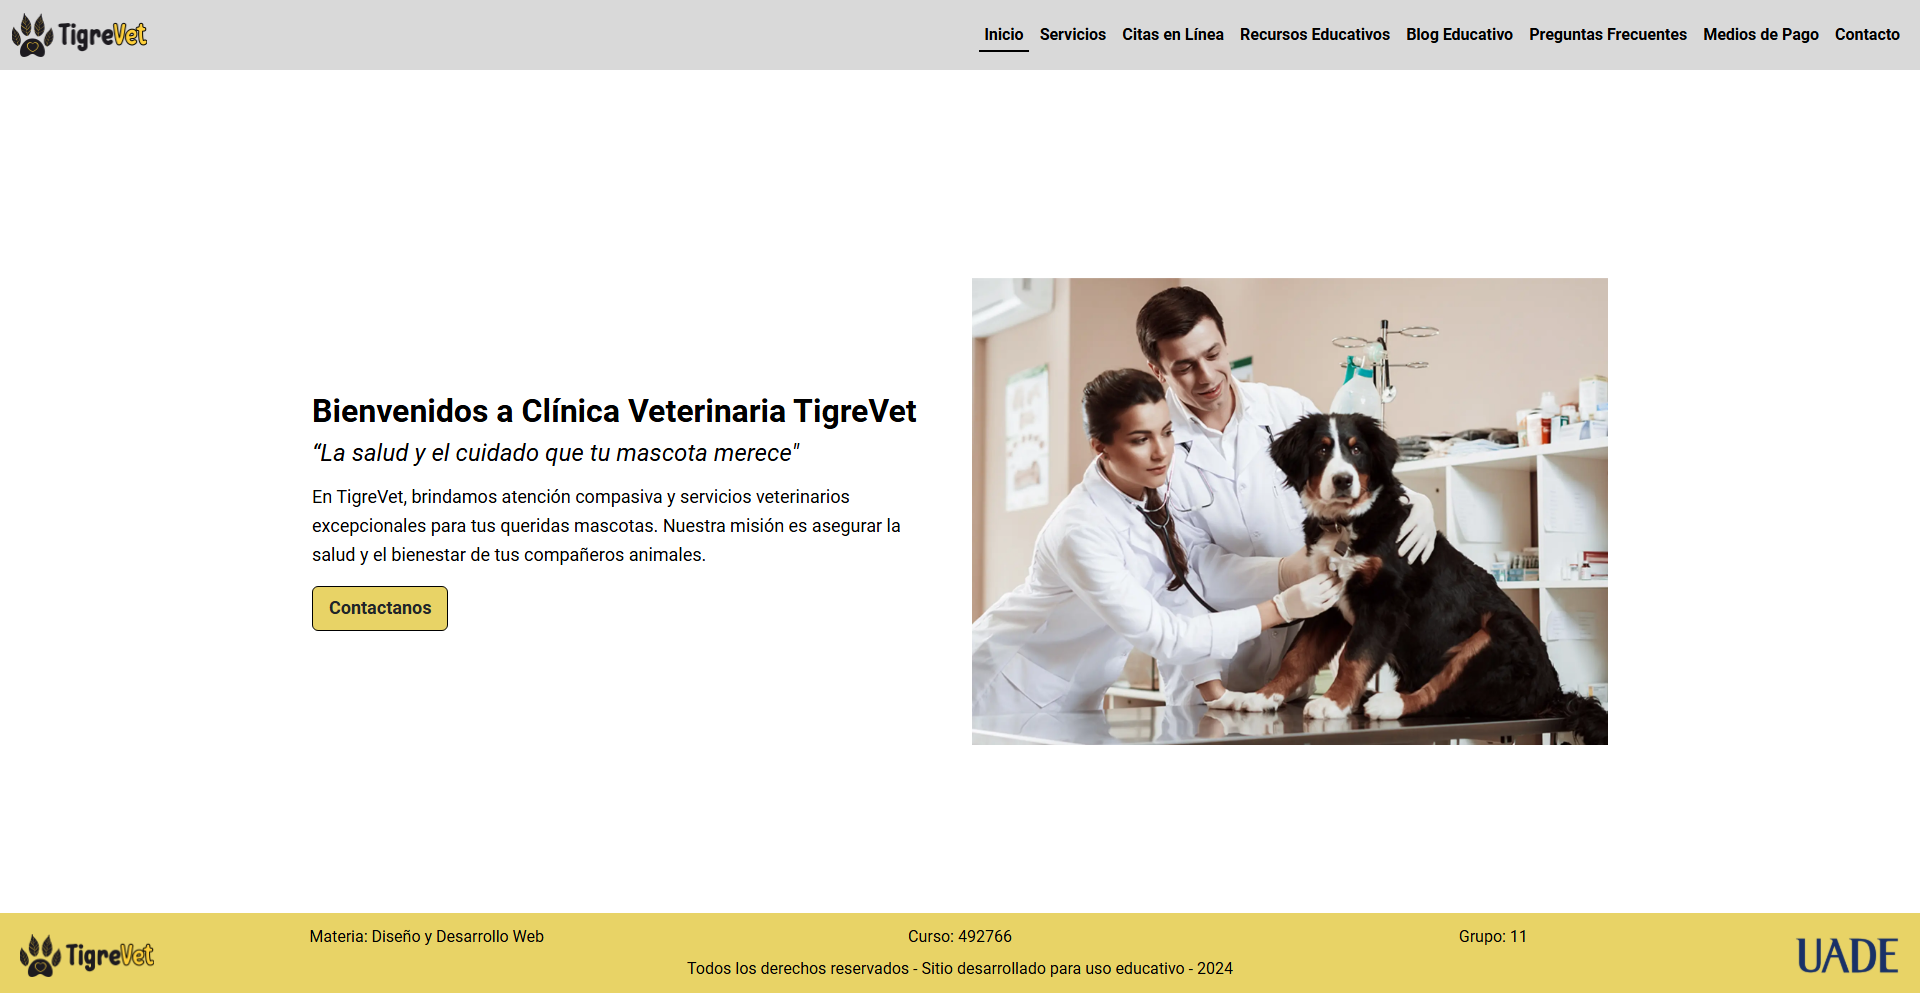 TigreVet
Inicio Servicios Citas en Línea Recursos Educativos Blog Educativo Preguntas Frecuentes Medios de Pago Contacto
Bienvenidos a Clínica Veterinaria TigreVet
“La salud y el cuidado que tu mascota merece"
En TigreVet, brindamos atención compasiva y servicios veterinarios
excepcionales para tus queridas mascotas. Nuestra misión es asegurar la
salud y el bienestar de tus compañeros animales.
Contactanos
TigreVet
Materia: Diseño y Desarrollo Web
Curso: 492766
Grupo: 11
Todos los derechos reservados - Sitio desarrollado para uso educativo - 2024
UADE